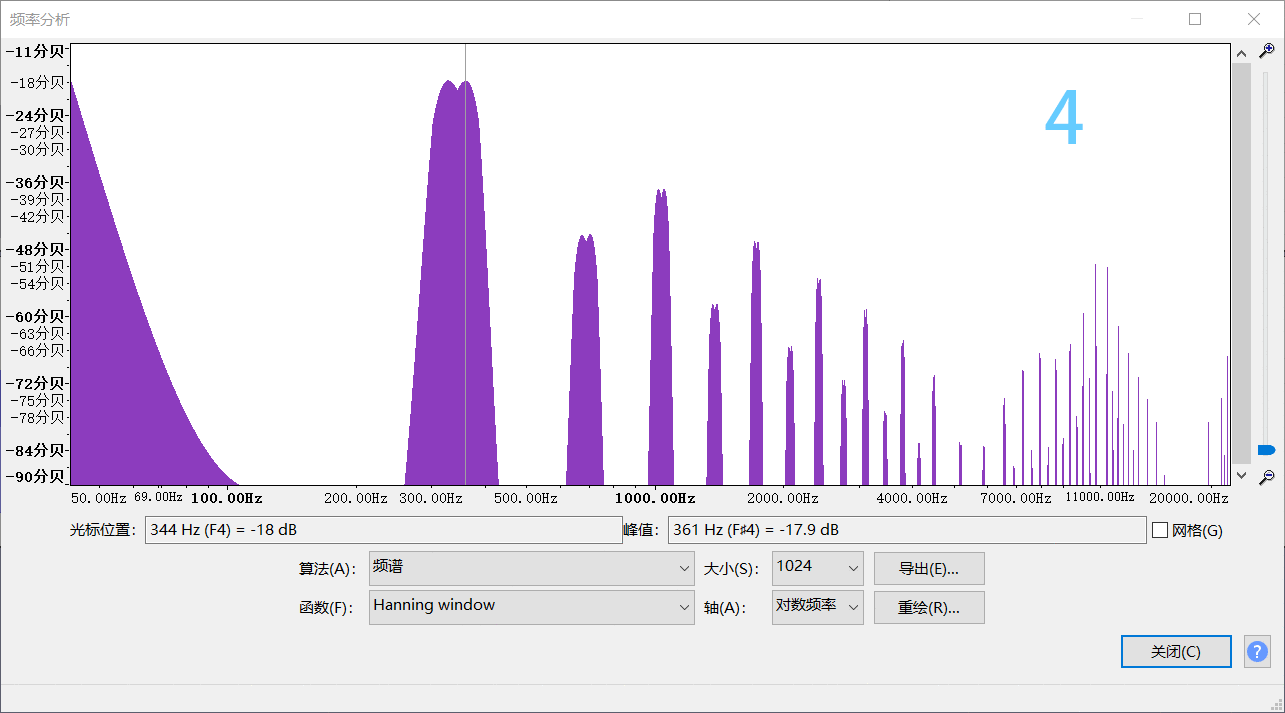 频率分析
4
-11分贝
-18分贝
-24分贝
-27分贝
-30分贝
-36分贝
-39分贝
-42分贝
-48分贝
-51分贝
-54分贝
-60分贝
-63分贝
-66分贝
-72分贝
-75分贝
-78分贝
-84分贝
-90分贝
50.00Hz 69.00Hz 100.00Hz 200.00Hz 300.00Hz 500.00Hz 1000.00Hz 2000.00Hz 4000.00Hz 7000.00Hz 11000.00Hz 20000.00Hz
光标位置: 344 Hz (F4) = -18 dB 峰值: 361 Hz (F♯4) = -17.9 dB 网格(G)
算法(A): 频谱 大小(S): 1024 导出(E)...
函数(F): Hanning window 轴(A): 对数频率 重绘(R)...
关闭(C) ?